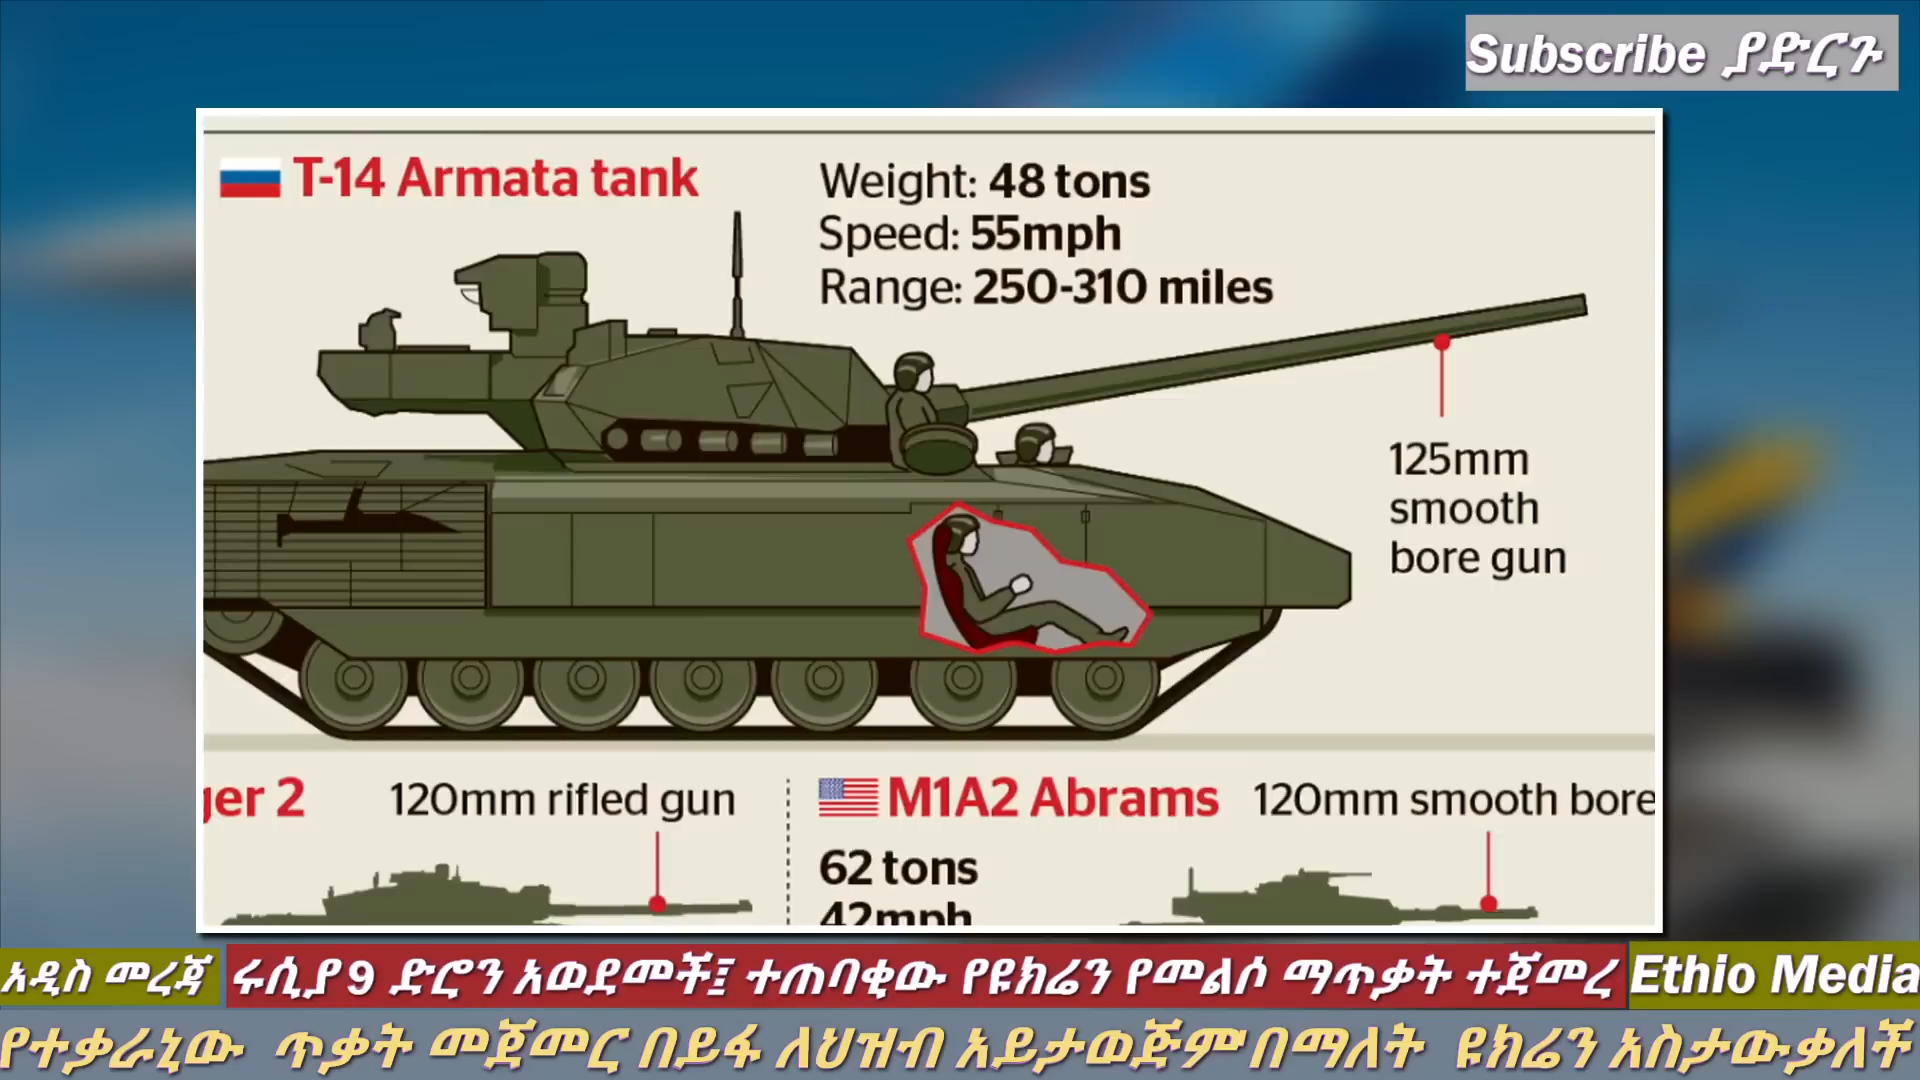 Subscribe ያድርጉ
T-14 Armata tank
Weight: 48 tons
Speed: 55mph
Range: 250-310 miles
125mm
smooth
bore gun
ger 2
120mm rifled gun
M1A2 Abrams
120mm smooth bore
62 tons
42mph
አዲስ መረጃ
ሩሲያ 9 ድሮን አወደመች፤ ተጠባቂው የዩክሬን የመልሶ ማጥቃት ተጀመረ
Ethio Media
የተቃራኒው ጥቃት መጀመር በይፋ ለህዝብ አይታወጅም በማለት ዩክሬን አስታውቃለች